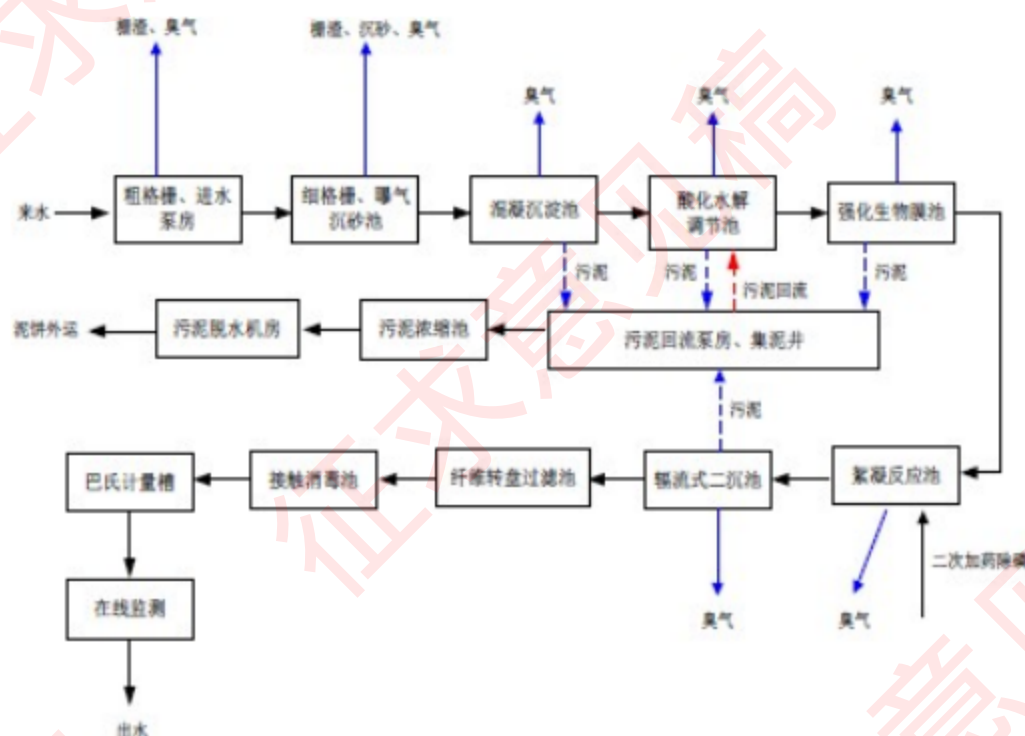 栅渣、臭气
栅渣、沉砂、臭气
臭气
臭气
臭气
来水
粗格栅、进水
泵房
细格栅、曝气
沉砂池
混凝沉淀池
酸化水解
调节池
强化生物膜池
污泥
污泥
污泥回流
污泥
泥饼外运
污泥脱水机房
污泥浓缩池
污泥回流泵房、集泥井
污泥
巴氏计量槽
接触消毒池
纤维转盘过滤池
辐流式二沉池
絮凝反应池
二次加药除磷
在线监测
臭气
臭气
出水
征求意见稿